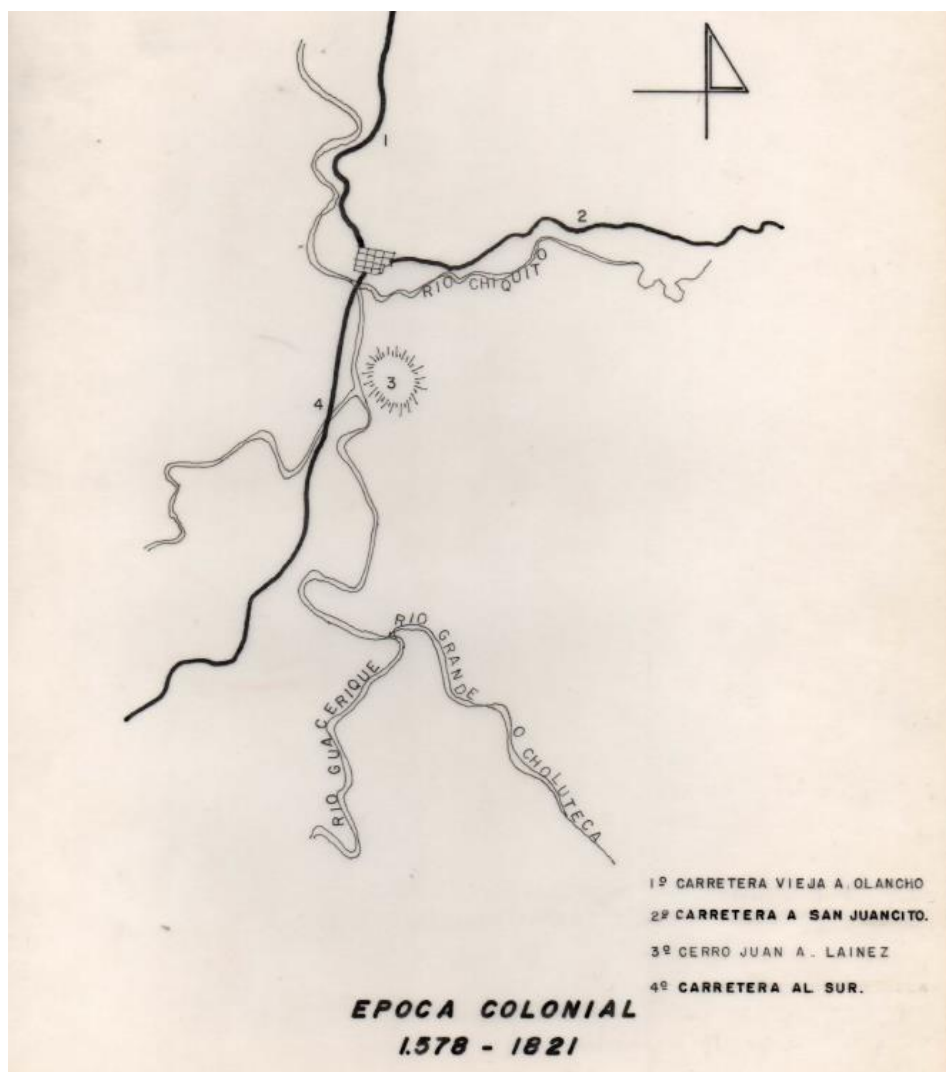 1
2
RIO CHIQUITO
3
4
RIO GRANDE O CHOLUTECA
RIO GUACERIQUE
1º CARRETERA VIEJA A. OLANCHO
2º CARRETERA A SAN JUANCITO.
3º CERRO JUAN A. LAINEZ
4º CARRETERA AL SUR.
EPOCA COLONIAL
1.578 - 1821